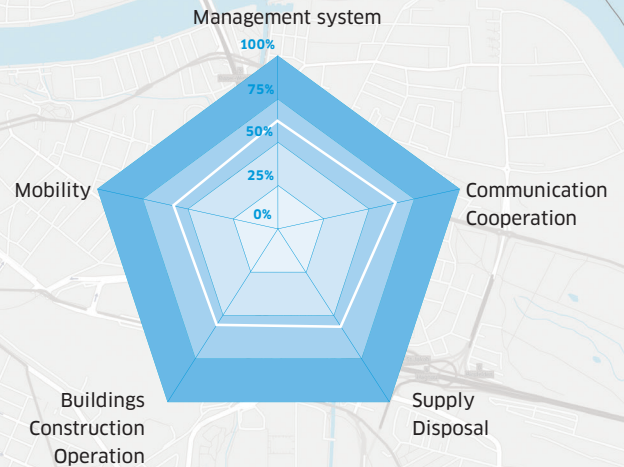 Management system
100%
75%
50%
25%
0%
Mobility
Communication
Cooperation
Buildings
Construction
Operation
Supply
Disposal